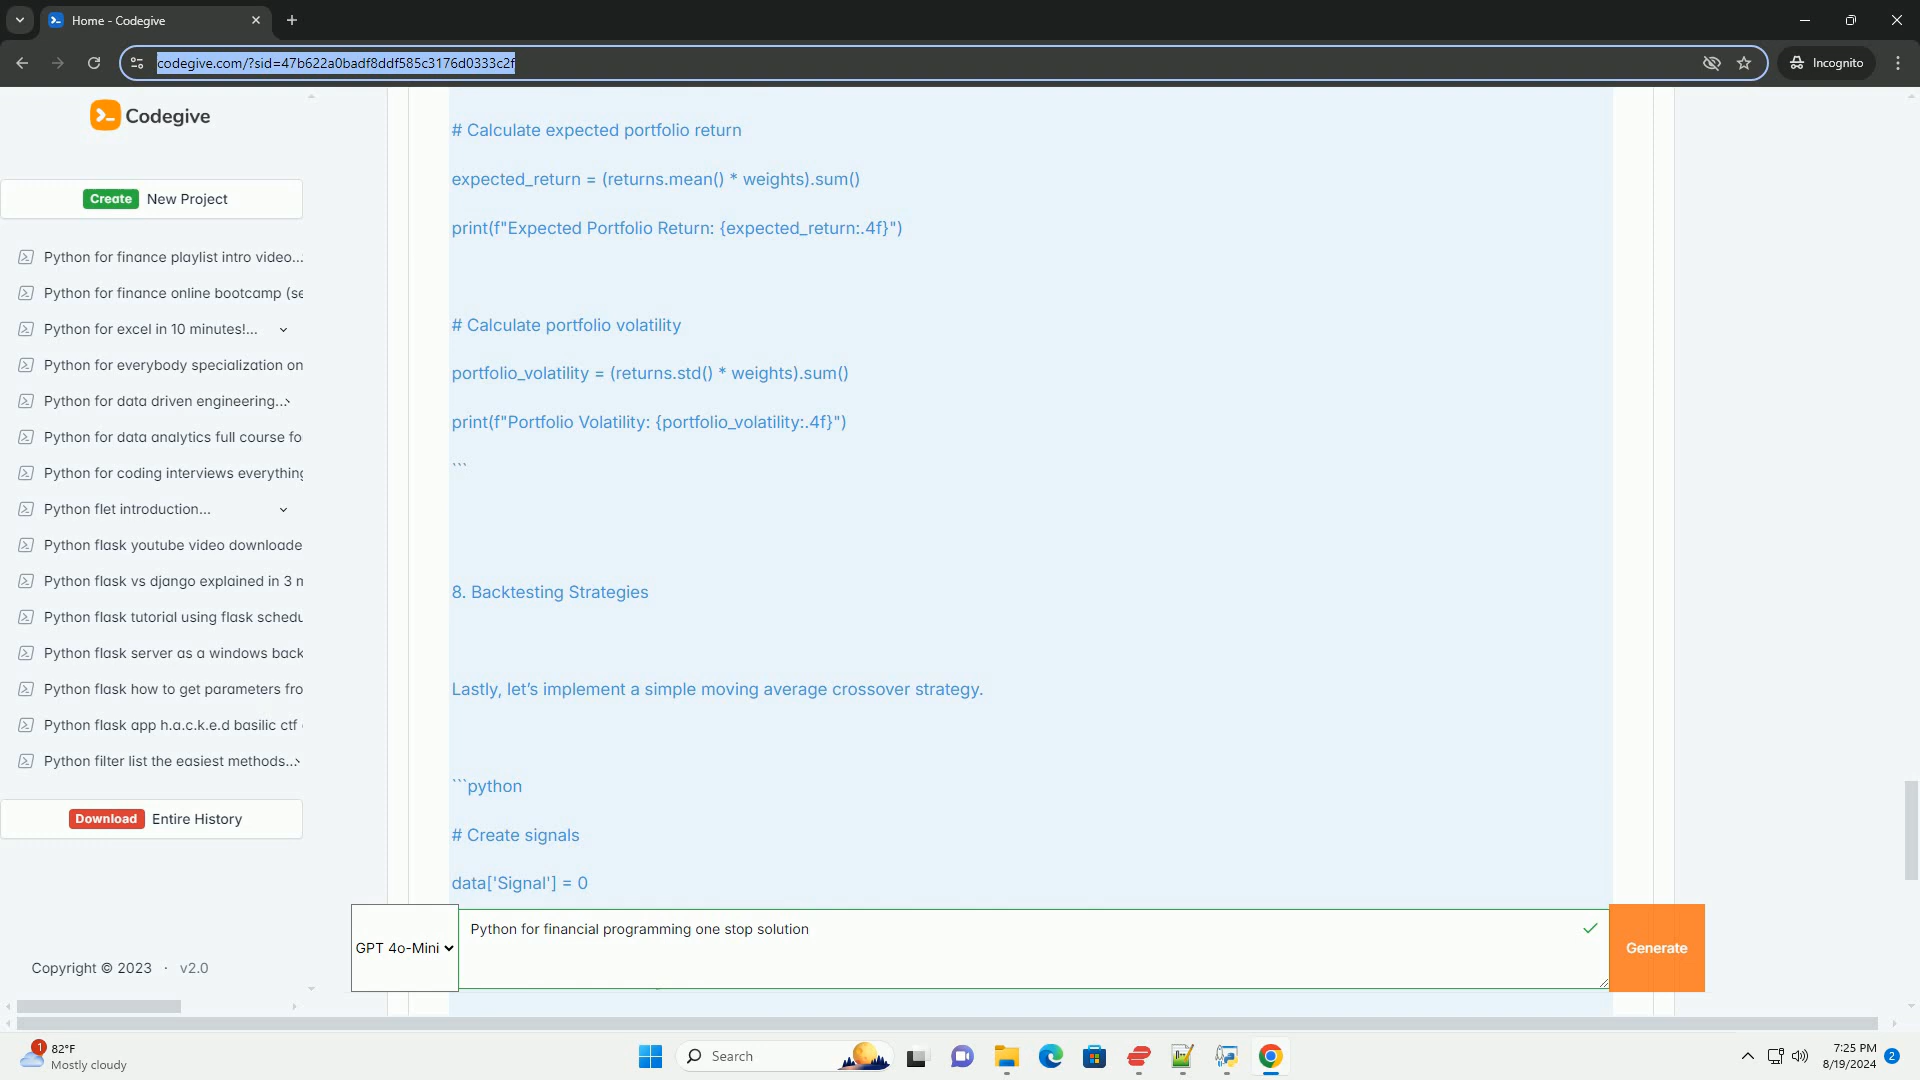 Home - Codegive
codegive.com/?sid=47b622a0badf8ddf585c3176d0333c2f
Incognito
Codegive
Create New Project
Python for finance playlist intro video...
Python for finance online bootcamp (se
Python for excel in 10 minutes!...
Python for everybody specialization on
Python for data driven engineering...
Python for data analytics full course fo
Python for coding interviews everything
Python flet introduction...
Python flask youtube video downloade
Python flask vs django explained in 3 m
Python flask tutorial using flask schedu
Python flask server as a windows back
Python flask how to get parameters fro
Python flask app h.a.c.k.e.d basilic ctf
Python filter list the easiest methods...
Download Entire History
Copyright © 2023 · v2.0
# Calculate expected portfolio return
expected_return = (returns.mean() * weights).sum()
print(f"Expected Portfolio Return: {expected_return:.4f}")
# Calculate portfolio volatility
portfolio_volatility = (returns.std() * weights).sum()
print(f"Portfolio Volatility: {portfolio_volatility:.4f}")
```
8. Backtesting Strategies
Lastly, let’s implement a simple moving average crossover strategy.
```python
# Create signals
data['Signal'] = 0
GPT 4o-Mini
Python for financial programming one stop solution
Generate
1
82°F
Mostly cloudy
Search
7:25 PM
8/19/2024
2